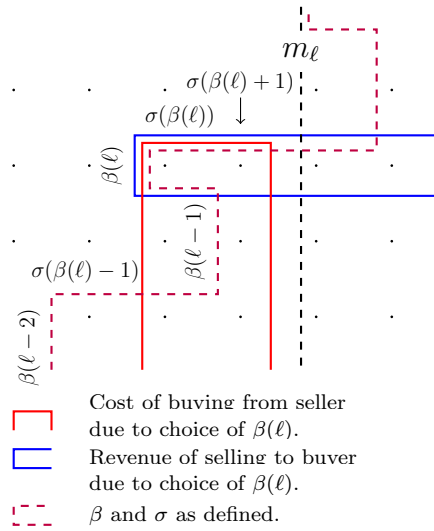 m_ℓ
σ(β(ℓ)+1)
σ(β(ℓ))
β(ℓ)
β(ℓ−1)
σ(β(ℓ)−1)
β(ℓ−2)
Cost of buying from seller
due to choice of β(ℓ).
Revenue of selling to buyer
due to choice of β(ℓ).
β and σ as defined.